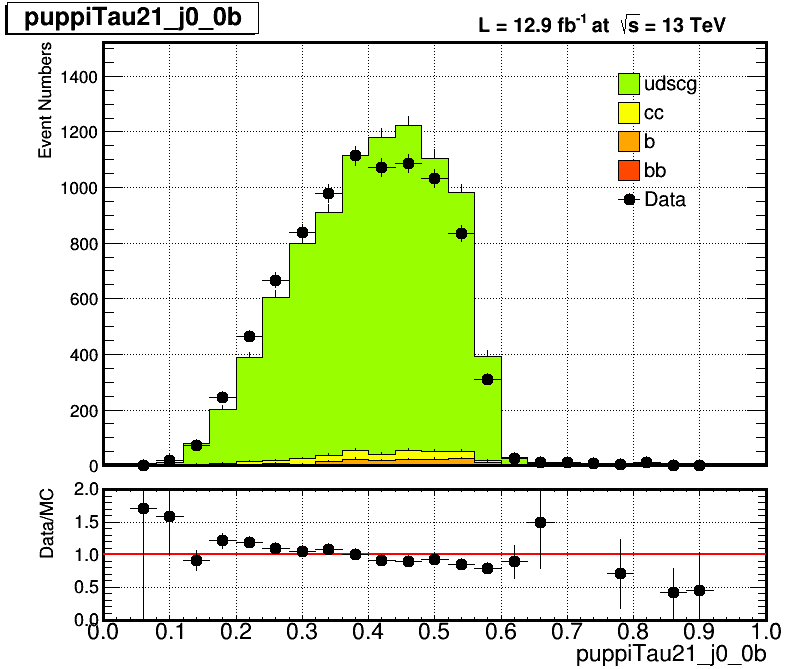 puppiTau21_j0_0b
L = 12.9 fb⁻¹ at √s = 13 TeV
Event Numbers
1400
1200
1000
800
600
400
200
0
udscg
cc
b
bb
Data
Data/MC
2.0
1.5
1.0
0.5
0.0
0.0 0.1 0.2 0.3 0.4 0.5 0.6 0.7 0.8 0.9 1.0
puppiTau21_j0_0b